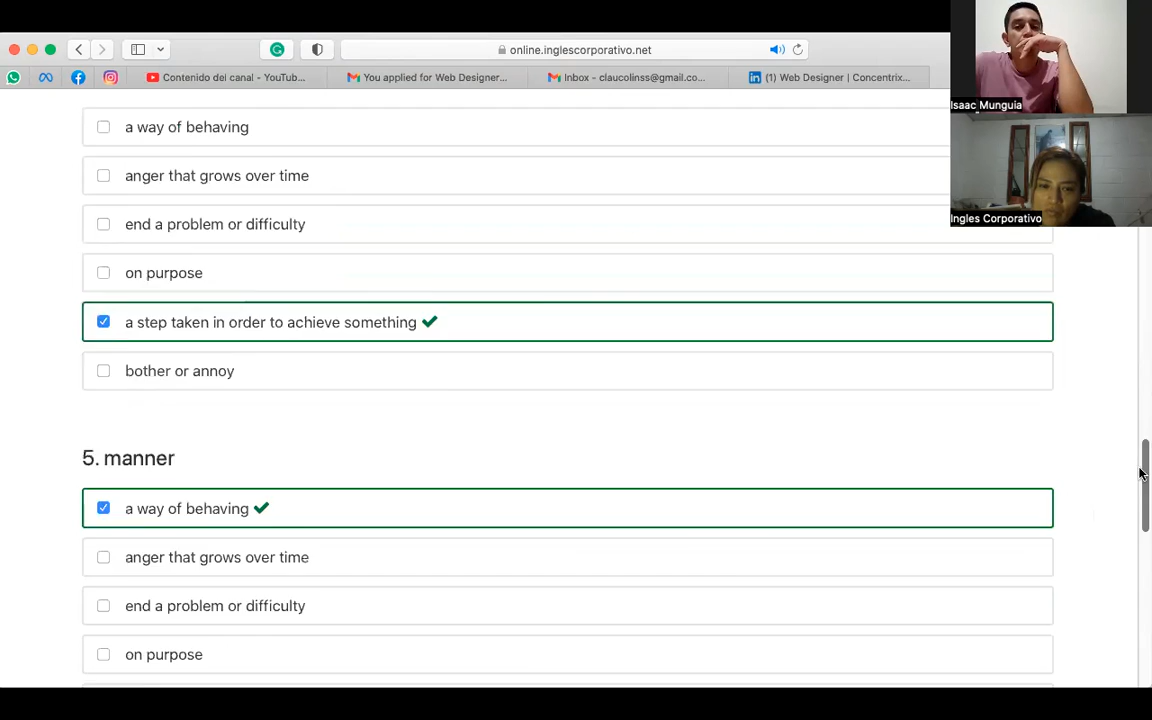 online.inglescorporativo.net
Contenido del canal - YouTub...
You applied for Web Designer...
Inbox - claucolinss@gmail.co...
(1) Web Designer | Concentrix...
Isaac Munguia
Ingles Corporativo
a way of behaving
anger that grows over time
end a problem or difficulty
on purpose
a step taken in order to achieve something
bother or annoy
5. manner
a way of behaving
anger that grows over time
end a problem or difficulty
on purpose